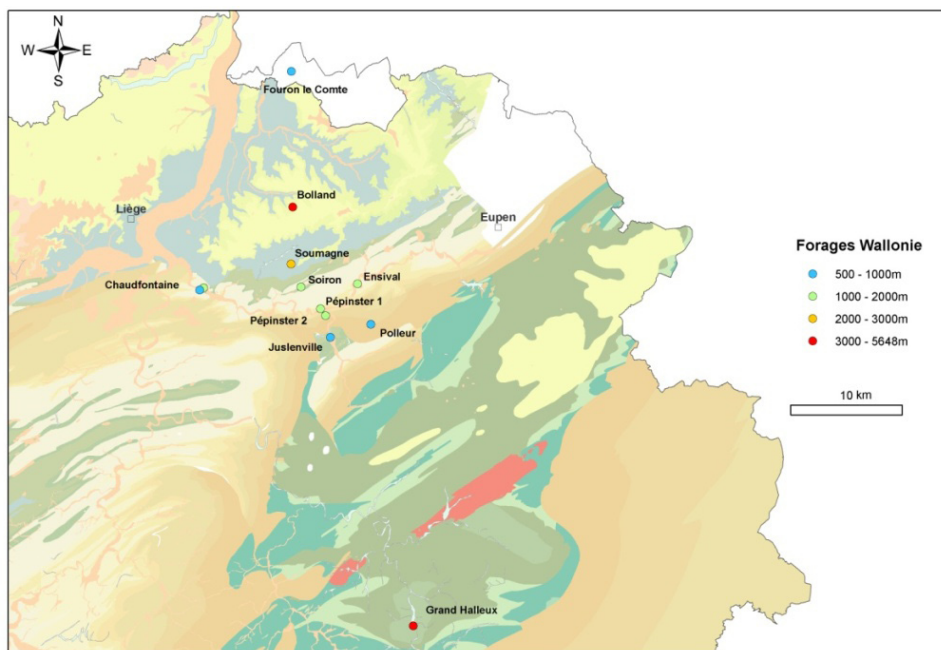 N
W E
S
Fouron le Comte
Bolland
Liège
Eupen
Soumagne
Chaudfontaine
Soiron
Ensival
Pépinster 1
Pépinster 2
Polleur
Juslenville
Grand Halleux
Forages Wallonie
500 - 1000m
1000 - 2000m
2000 - 3000m
3000 - 5648m
10 km